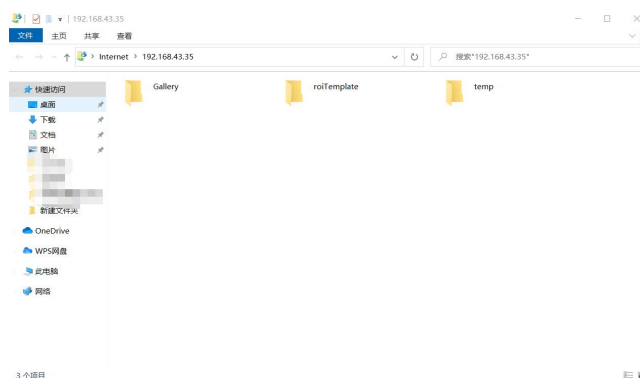 192.168.43.35
文件 主页 共享 查看
Internet > 192.168.43.35
搜索"192.168.43.35"
快速访问
桌面
下载
文档
图片
新建文件夹
OneDrive
WPS网盘
此电脑
网络
Gallery
roiTemplate
temp
3 个项目